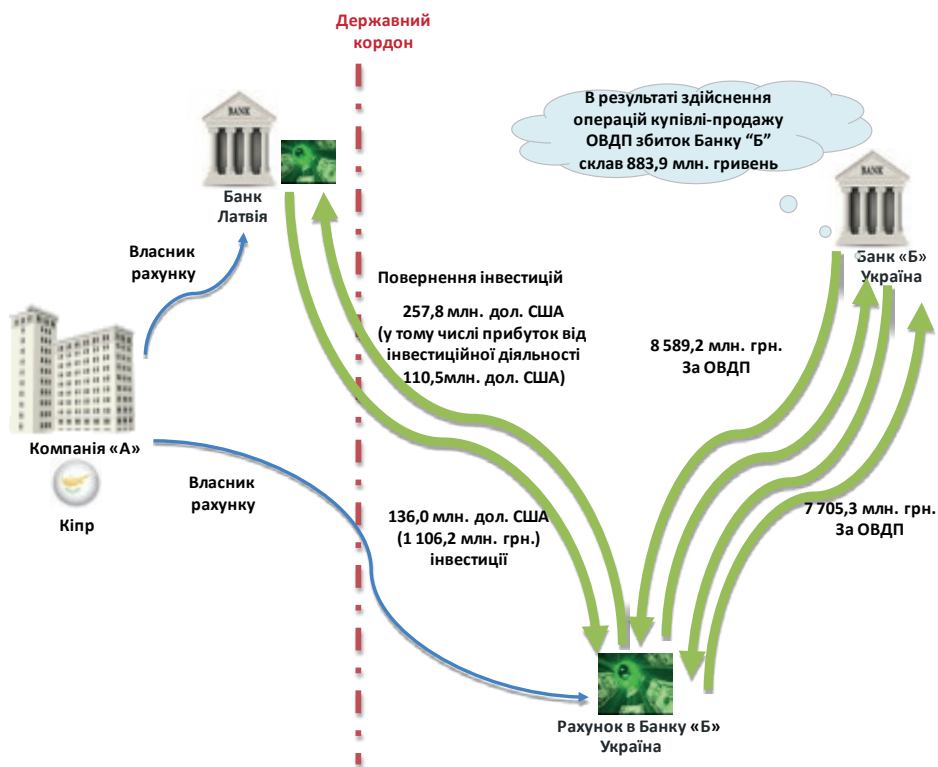 Державний
кордон
В результаті здійснення
операцій купівлі-продажу
ОВДП збиток Банку “Б”
склав 883,9 млн. гривень
BANK
Банк
Латвія
BANK
Банк «Б»
Україна
Власник
рахунку
Повернення інвестицій
257,8 млн. дол. США
(у тому числі прибуток від
інвестиційної діяльності
110,5млн. дол. США)
8 589,2 млн. грн.
За ОВДП
Компанія «А»
Кіпр
Власник
рахунку
136,0 млн. дол. США
(1 106,2 млн. грн.)
інвестиції
7 705,3 млн. грн.
За ОВДП
Рахунок в Банку «Б»
Україна